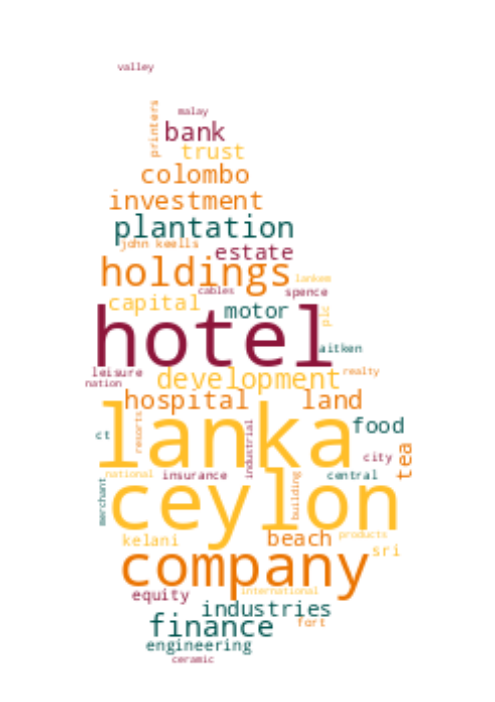 valley
printers
malay
bank
trust
colombo
investment
plantation
john keells
estate
holdings
lankem
cables
spence
capital
motor
plc
hotel
aitken
leisure
realty
nation
development
hospital
land
resorts
lanka
food
ct
industrial
tea
city
national
insurance
central
merchant
ceylon
building
kelani
beach
products
sri
company
equity
international
industries
finance
fort
engineering
ceramic